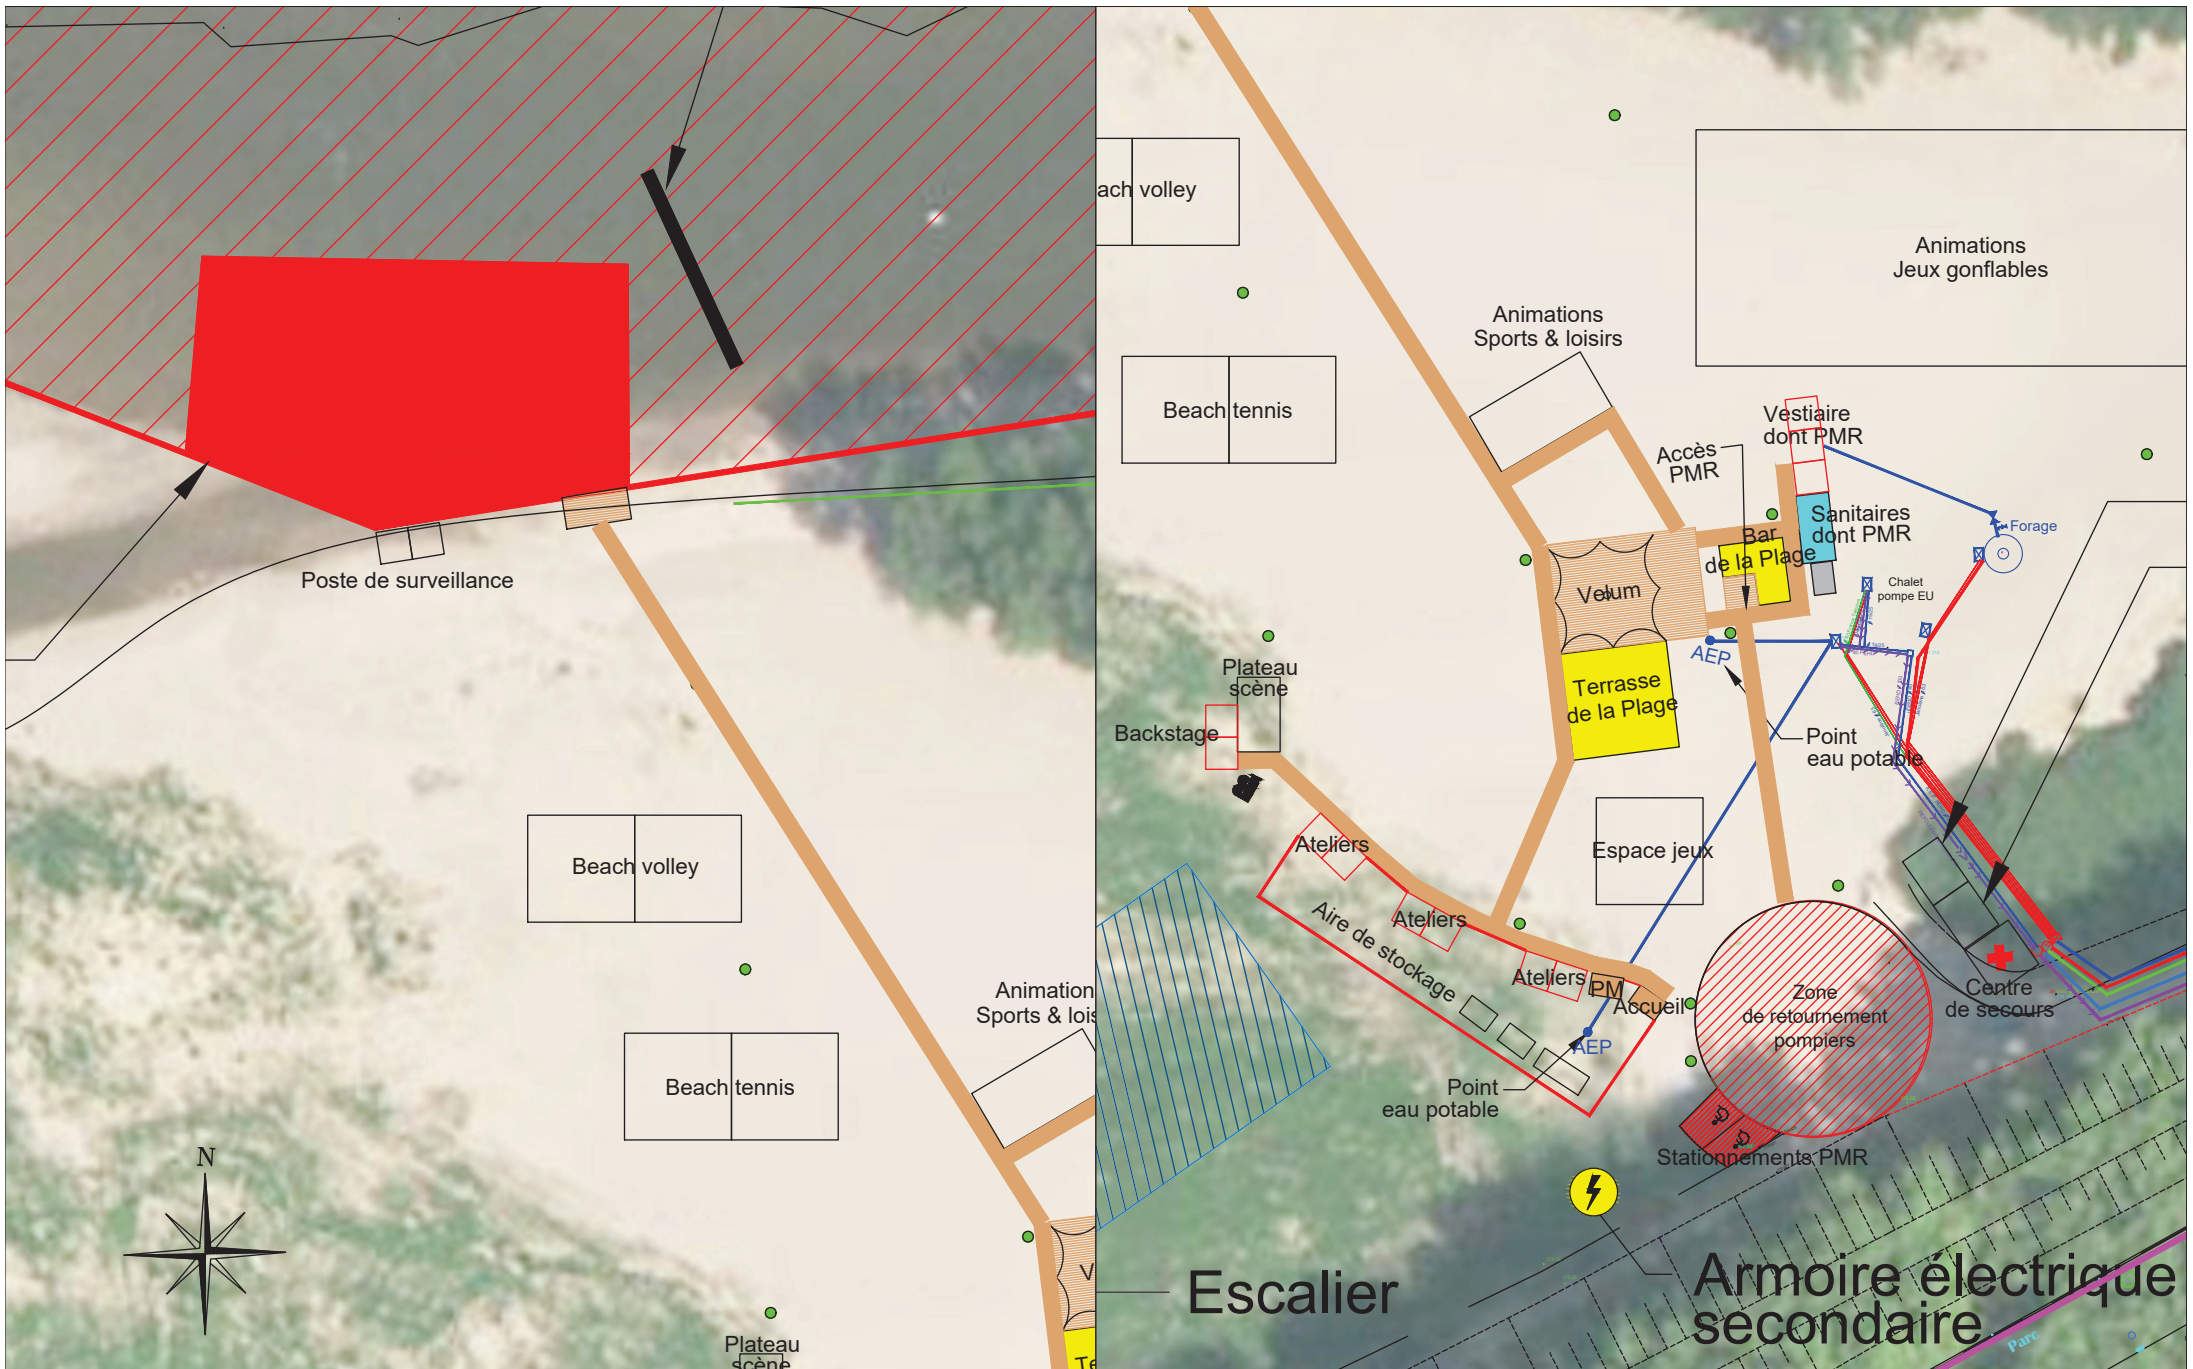 Poste de surveillance
Beach volley
Animation
Sports & lois
Beach tennis
N
Plateau
scène
V
Te
ach volley
Animations
Jeux gonflables
Animations
Sports & loisirs
Beach tennis
Vestiaire
dont PMR
Accès
PMR
Sanitaires
dont PMR
Forage
Bar
de la Plage
Velum
Chalet
pompe EU
AEP
Plateau
scène
Terrasse
de la Plage
Backstage
Point
eau potable
Ateliers
Espace jeux
Ateliers
Aire de stockage
Ateliers
PM
Accueil
Zone
de retournement
pompiers
Centre
de secours
AEP
Point
eau potable
Stationnements PMR
Escalier
Armoire électrique
secondaire
Parc